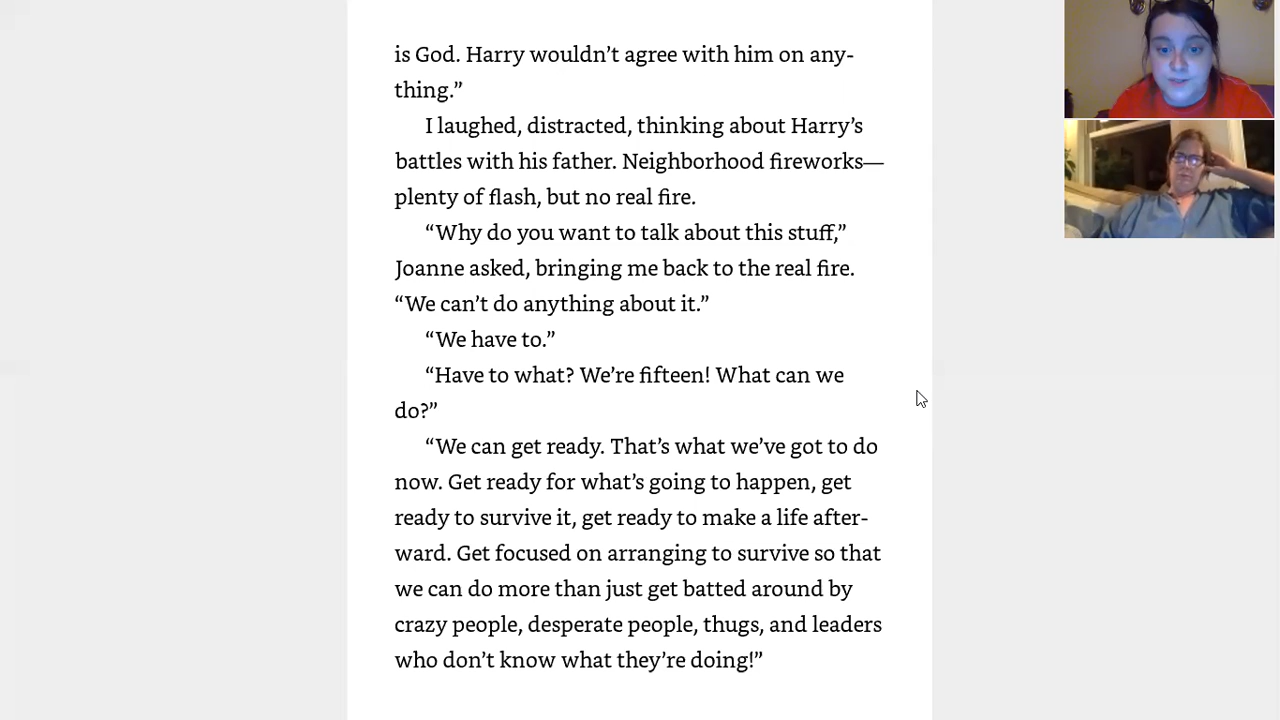 is God. Harry wouldn’t agree with him on any-
thing.”
I laughed, distracted, thinking about Harry’s
battles with his father. Neighborhood fireworks—
plenty of flash, but no real fire.
“Why do you want to talk about this stuff,”
Joanne asked, bringing me back to the real fire.
“We can’t do anything about it.”
“We have to.”
“Have to what? We’re fifteen! What can we
do?”
“We can get ready. That’s what we’ve got to do
now. Get ready for what’s going to happen, get
ready to survive it, get ready to make a life after-
ward. Get focused on arranging to survive so that
we can do more than just get batted around by
crazy people, desperate people, thugs, and leaders
who don’t know what they’re doing!”